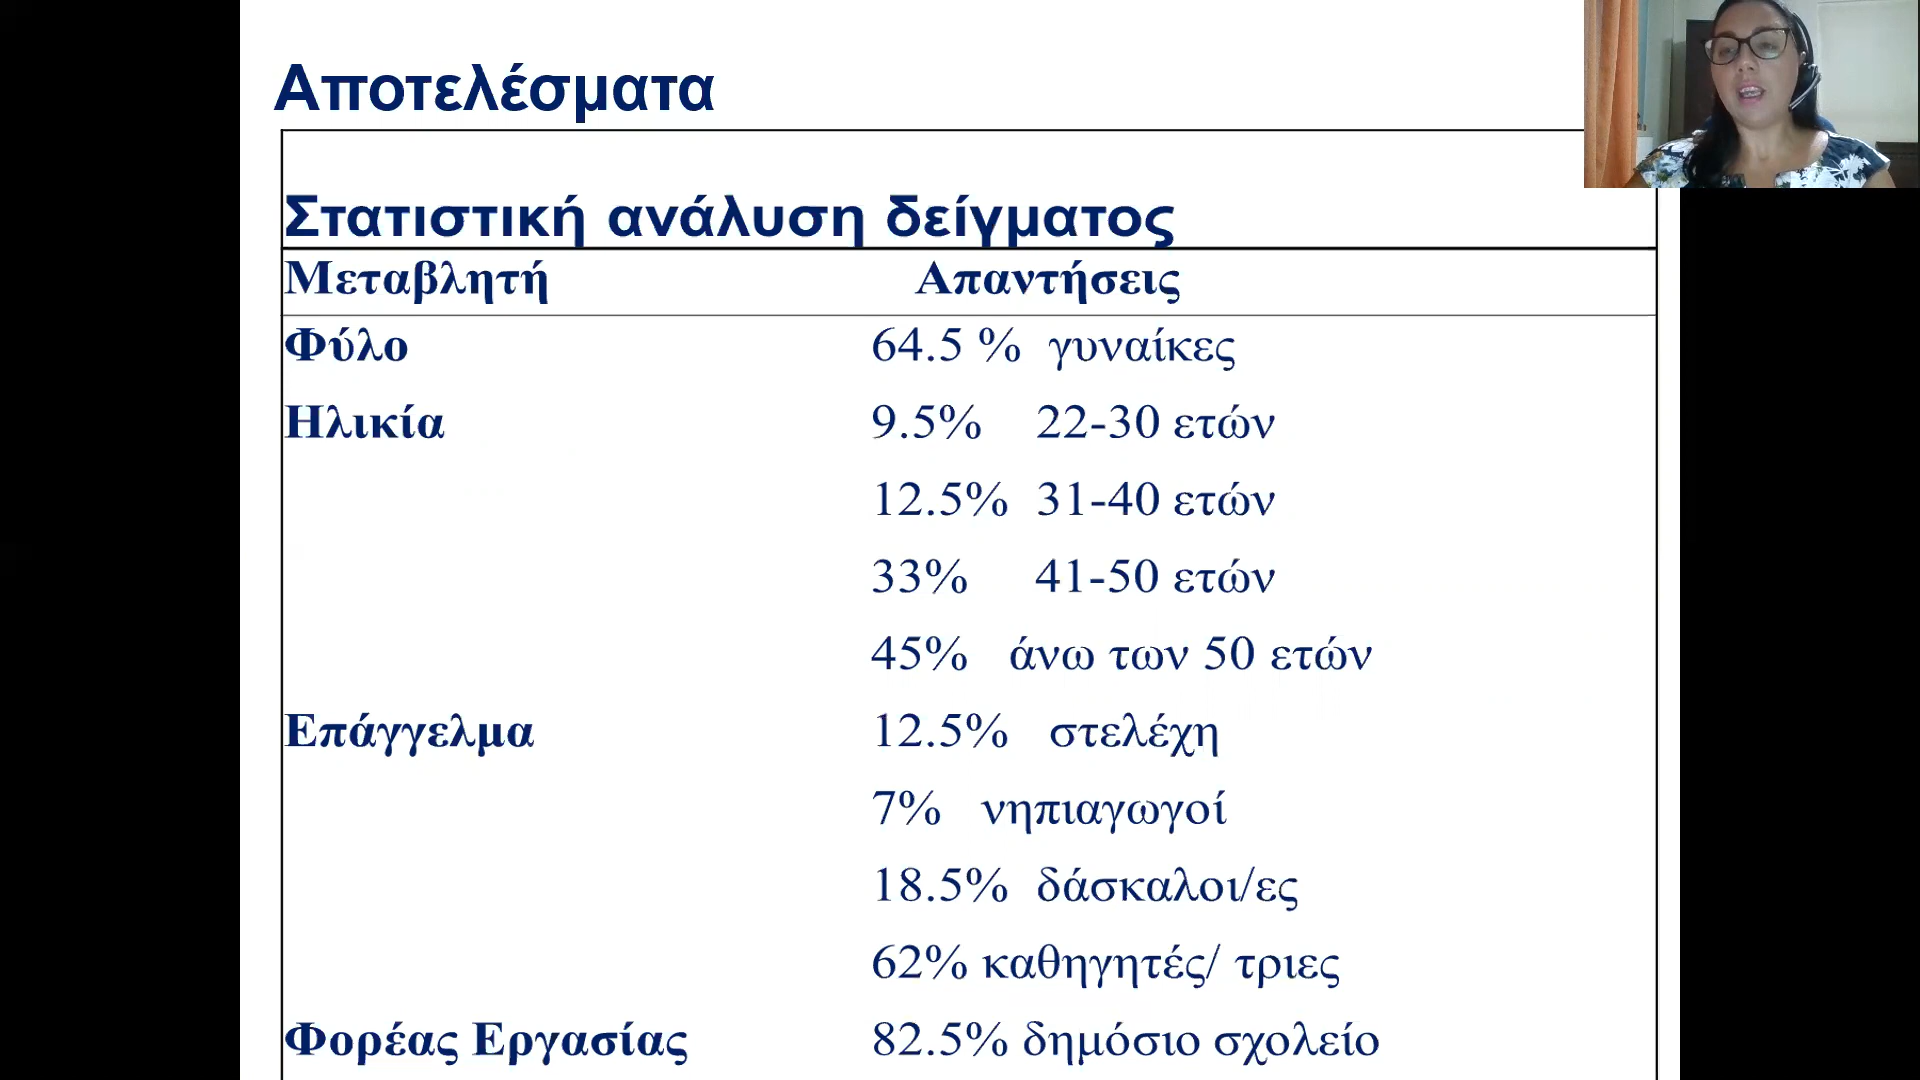 Αποτελέσματα
Στατιστική ανάλυση δείγματος
Μεταβλητή Απαντήσεις
Φύλο 64.5 % γυναίκες
Ηλικία 9.5% 22-30 ετών
12.5% 31-40 ετών
33% 41-50 ετών
45% άνω των 50 ετών
Επάγγελμα 12.5% στελέχη
7% νηπιαγωγοί
18.5% δάσκαλοι/ες
62% καθηγητές/ τριες
Φορέας Εργασίας 82.5% δημόσιο σχολείο